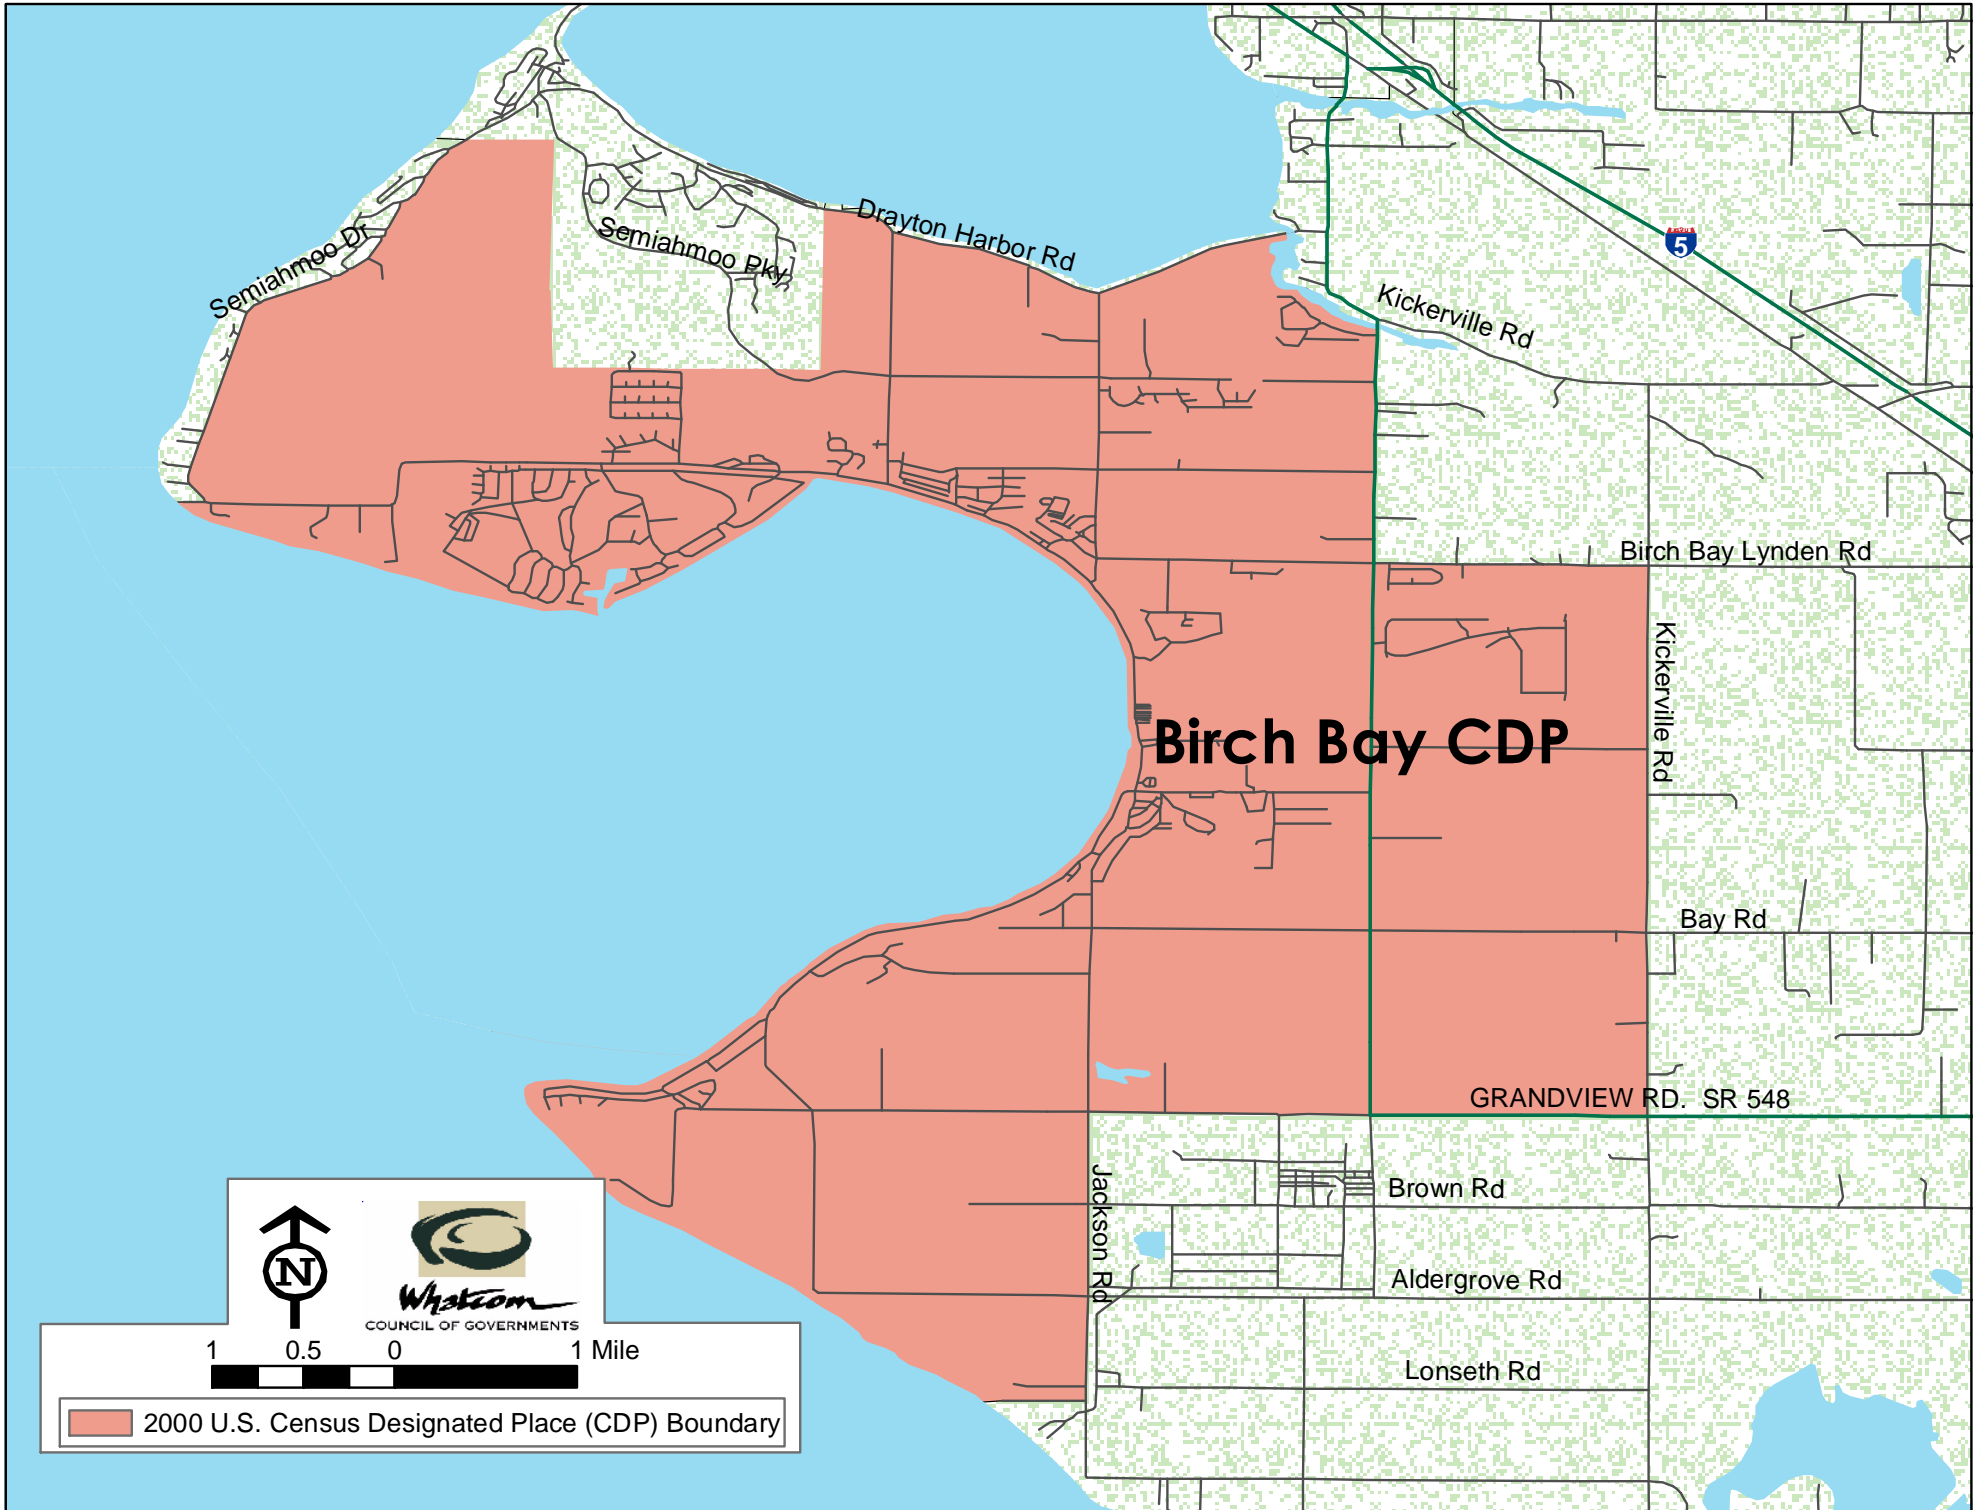 5
Drayton Harbor Rd
Semiahmoo Dr
Semiahmoo Pky
Kickerville Rd
Birch Bay Lynden Rd
Kickerville Rd
Birch Bay CDP
Bay Rd
GRANDVIEW RD. SR 548
Jackson Rd
Brown Rd
Aldergrove Rd
Lonseth Rd
N
Whatcom
COUNCIL OF GOVERNMENTS
1 0.5 0 1 Mile
2000 U.S. Census Designated Place (CDP) Boundary